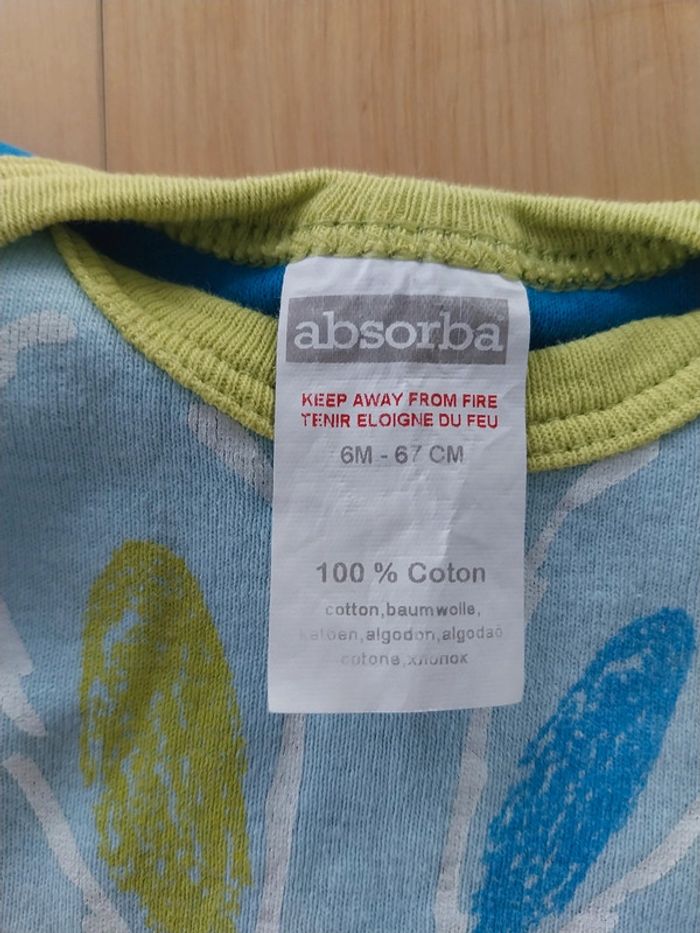 absorba
KEEP AWAY FROM FIRE
TENIR ELOIGNE DU FEU
6M - 67 CM
100 % Coton
cotton,baumwolle,
katoen,algodon,algodaõ
cotone,хлопок